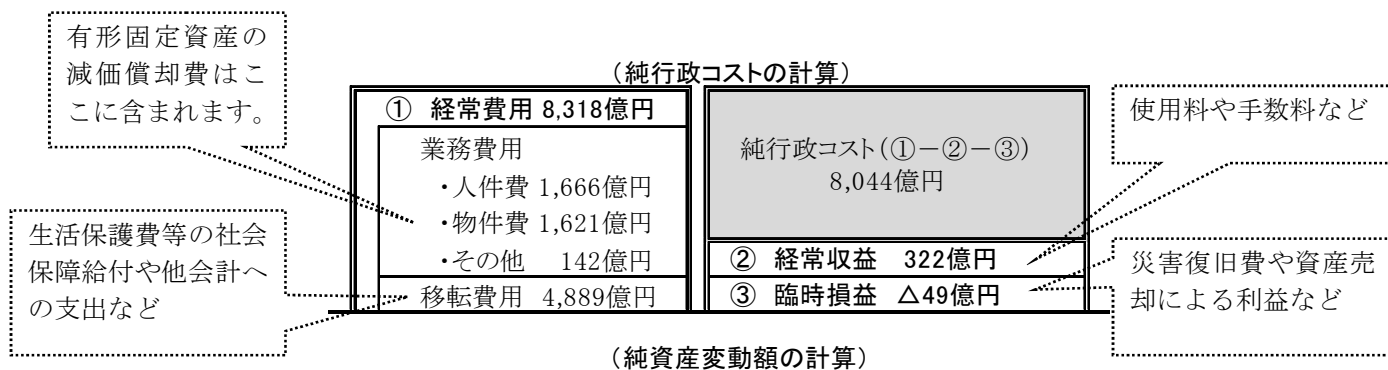 有形固定資産の
減価償却費はこ
こに含まれます。
(純行政コストの計算)
① 経常費用 8,318億円
業務費用
・人件費 1,666億円
・物件費 1,621億円
・その他 142億円
移転費用 4,889億円
純行政コスト(①-②-③)
8,044億円
② 経常収益 322億円
③ 臨時損益 △49億円
使用料や手数料など
生活保護費等の社会
保障給付や他会計へ
の支出など
災害復旧費や資産売
却による利益など
(純資産変動額の計算)